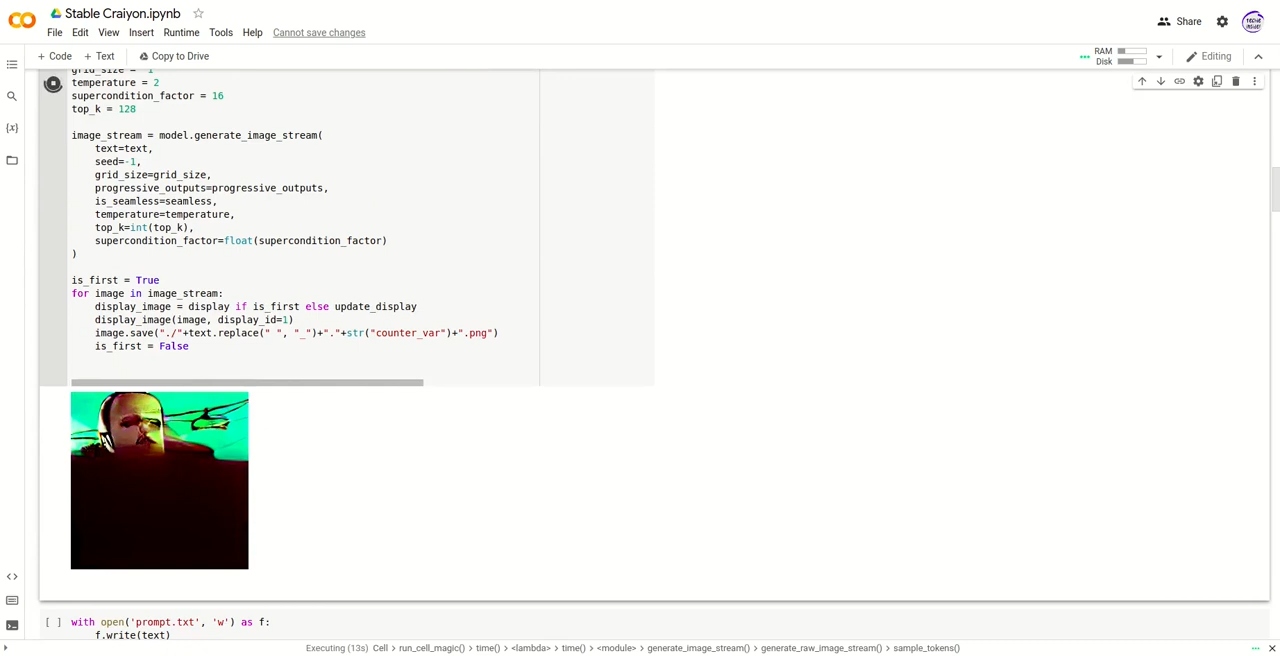 Stable Craiyon.ipynb
File Edit View Insert Runtime Tools Help Cannot save changes
Share
+ Code + Text Copy to Drive
RAM
Disk
Editing
grid_size = 1
temperature = 2
supercondition_factor = 16
top_k = 128
image_stream = model.generate_image_stream(
text=text,
seed=-1,
grid_size=grid_size,
progressive_outputs=progressive_outputs,
is_seamless=seamless,
temperature=temperature,
top_k=int(top_k),
supercondition_factor=float(supercondition_factor)
)
is_first = True
for image in image_stream:
display_image = display if is_first else update_display
display_image(image, display_id=1)
image.save("./"+text.replace(" ", "_")+"."+str("counter_var")+".png")
is_first = False
[ ] with open('prompt.txt', 'w') as f:
f.write(text)
Executing (13s) Cell > run_cell_magic() > time() > <lambda> > time() > <module> > generate_image_stream() > generate_raw_image_stream() > sample_tokens()